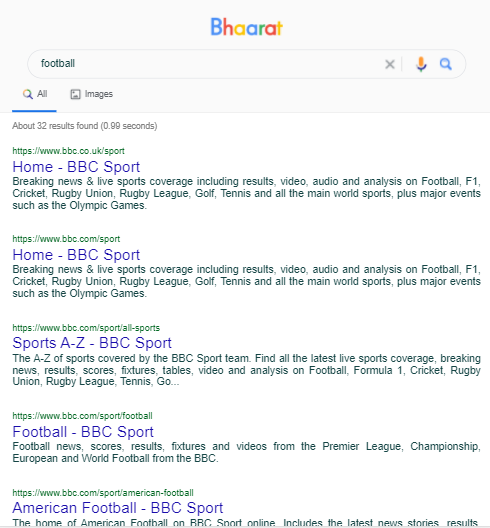 Bhaarat
football
All
Images
About 32 results found (0.99 seconds)
https://www.bbc.co.uk/sport
Home - BBC Sport
Breaking news & live sports coverage including results, video, audio and analysis on Football, F1,
Cricket, Rugby Union, Rugby League, Golf, Tennis and all the main world sports, plus major events
such as the Olympic Games.
https://www.bbc.com/sport
Home - BBC Sport
Breaking news & live sports coverage including results, video, audio and analysis on Football, F1,
Cricket, Rugby Union, Rugby League, Golf, Tennis and all the main world sports, plus major events
such as the Olympic Games.
https://www.bbc.com/sport/all-sports
Sports A-Z - BBC Sport
The A-Z of sports covered by the BBC Sport team. Find all the latest live sports coverage, breaking
news, results, scores, fixtures, tables, video and analysis on Football, Formula 1, Cricket, Rugby
Union, Rugby League, Tennis, Go...
https://www.bbc.com/sport/football
Football - BBC Sport
Football news, scores, results, fixtures and videos from the Premier League, Championship,
European and World Football from the BBC.
https://www.bbc.com/sport/american-football
American Football - BBC Sport
The home of American Football on BBC Sport online. Includes the latest news stories, results,